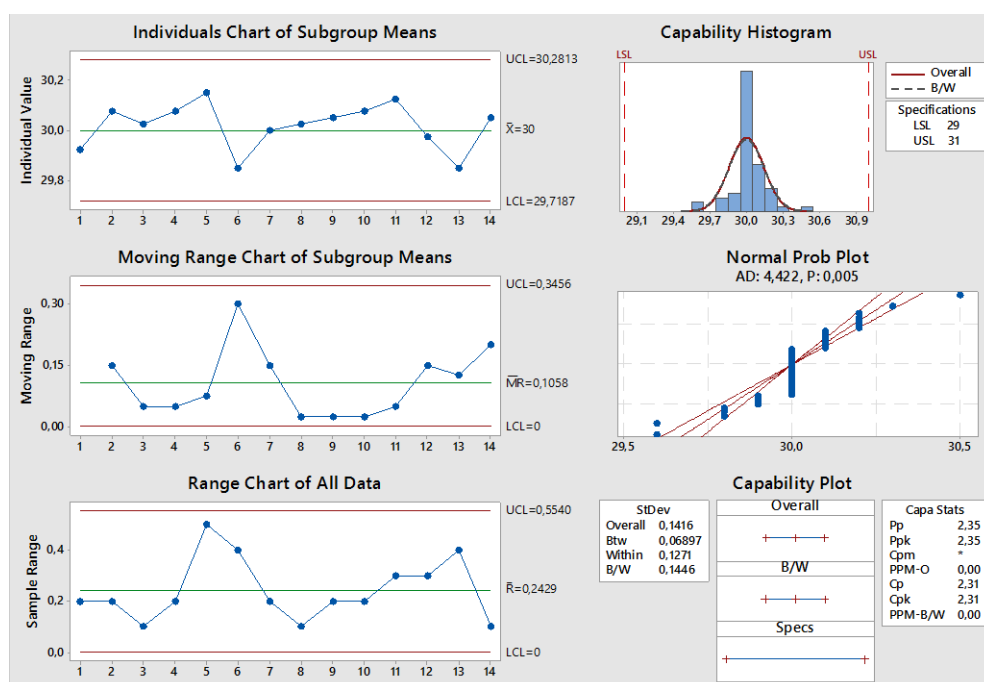 Individuals Chart of Subgroup Means
UCL=30,2813
30,2
Individual Value
30,0
X̿=30
29,8
LCL=29,7187
1 2 3 4 5 6 7 8 9 10 11 12 13 14
Moving Range Chart of Subgroup Means
UCL=0,3456
0,30
Moving Range
0,15
M̅R̅=0,1058
0,00
LCL=0
1 2 3 4 5 6 7 8 9 10 11 12 13 14
Range Chart of All Data
UCL=0,5540
0,4
Sample Range
R̅=0,2429
0,2
0,0
LCL=0
1 2 3 4 5 6 7 8 9 10 11 12 13 14
Capability Histogram
LSL USL
Overall
B/W
Specifications
LSL 29
USL 31
29,1 29,4 29,7 30,0 30,3 30,6 30,9
Normal Prob Plot
AD: 4,422, P: 0,005
29,5 30,0 30,5
Capability Plot
StDev
Overall 0,1416
Btw 0,06897
Within 0,1271
B/W 0,1446
Overall
B/W
Specs
Capa Stats
Pp 2,35
Ppk 2,35
Cpm *
PPM-O 0,00
Cp 2,31
Cpk 2,31
PPM-B/W 0,00